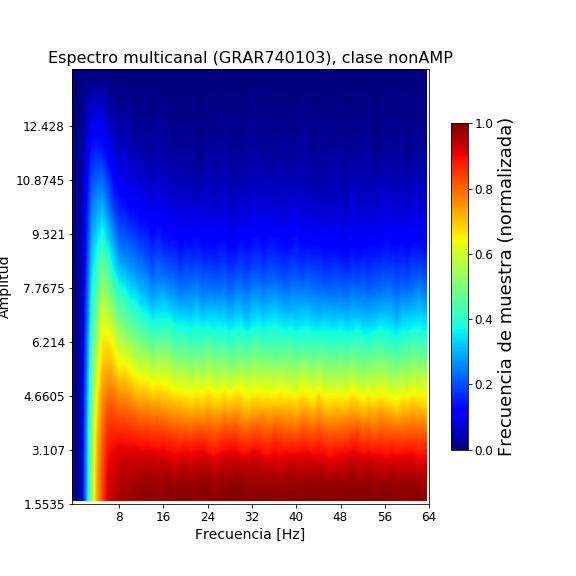 Espectro multicanal (GRAR740103), clase nonAMP
Amplitud
12.428
10.8745
9.321
7.7675
6.214
4.6605
3.107
1.5535
8 16 24 32 40 48 56 64
Frecuencia [Hz]
1.0
0.8
0.6
0.4
0.2
0.0
Frecuencia de muestra (normalizada)